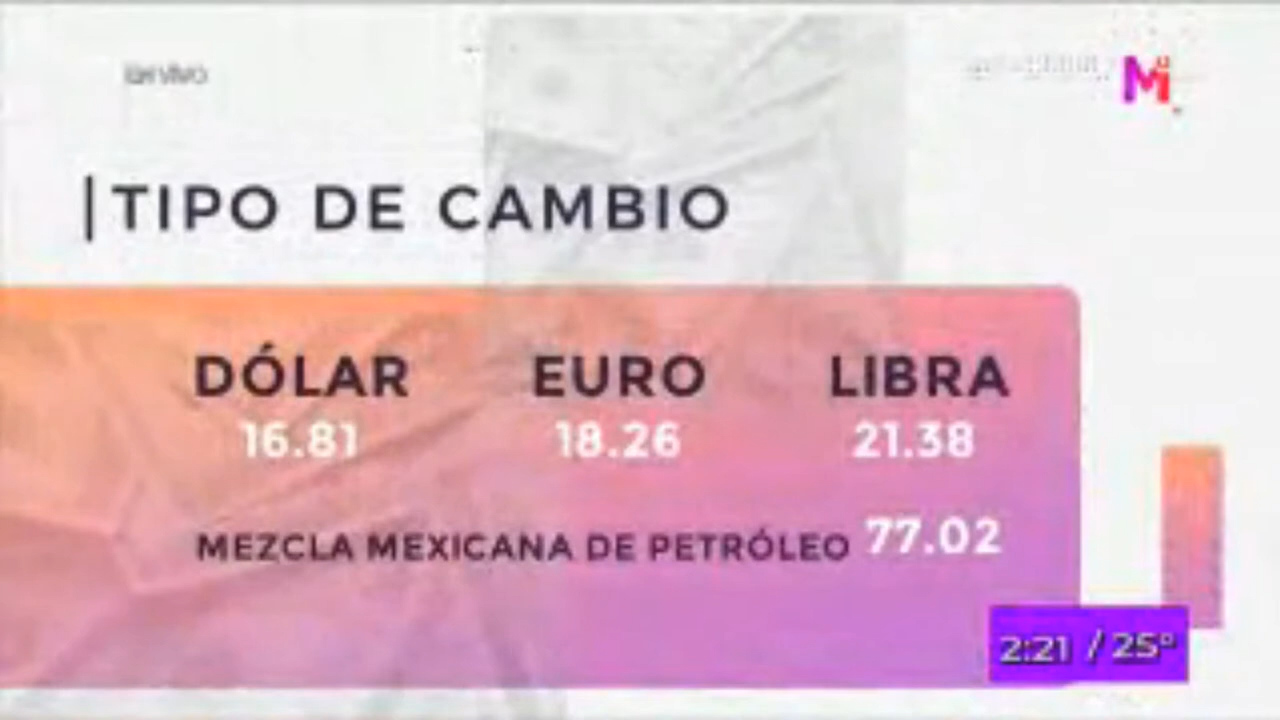 EN VIVO
M
TIPO DE CAMBIO
DÓLAR EURO LIBRA
16.81 18.26 21.38
MEZCLA MEXICANA DE PETRÓLEO 77.02
2:21 / 25°